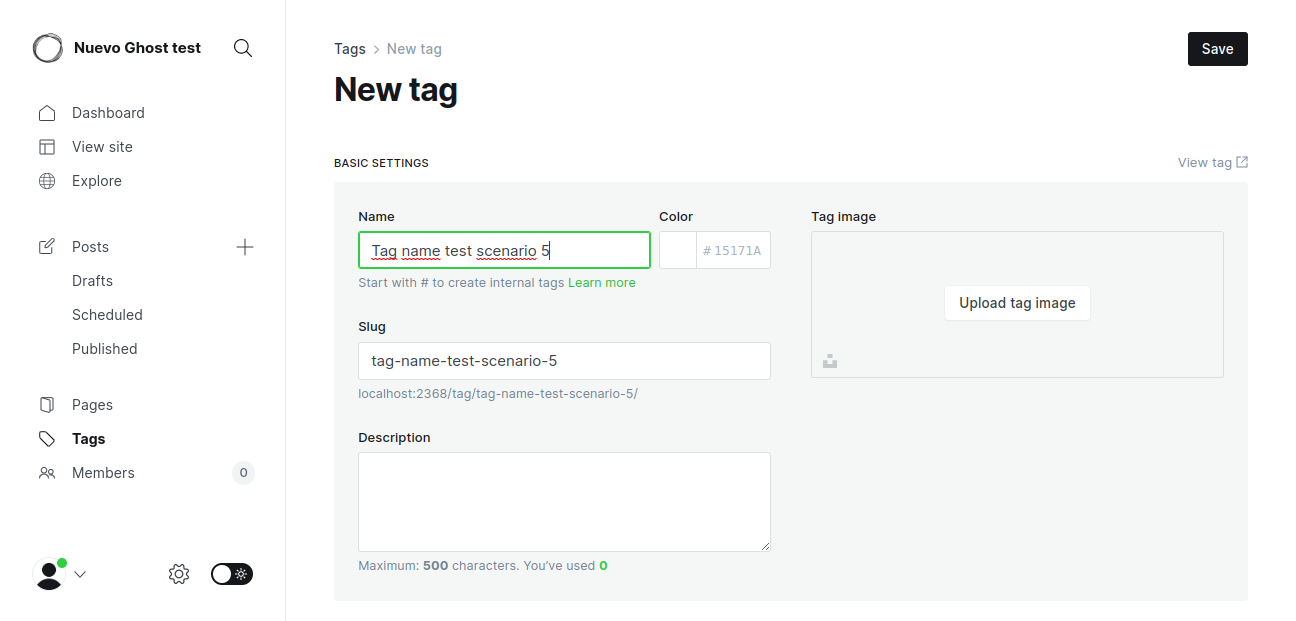 Nuevo Ghost test
Dashboard
View site
Explore
Posts
Drafts
Scheduled
Published
Pages
Tags
Members 0
Tags > New tag
Save
New tag
BASIC SETTINGS
View tag
Name
Tag name test scenario 5
Start with # to create internal tags Learn more
Color
# 15171A
Slug
tag-name-test-scenario-5
localhost:2368/tag/tag-name-test-scenario-5/
Description
Maximum: 500 characters. You've used 0
Tag image
Upload tag image